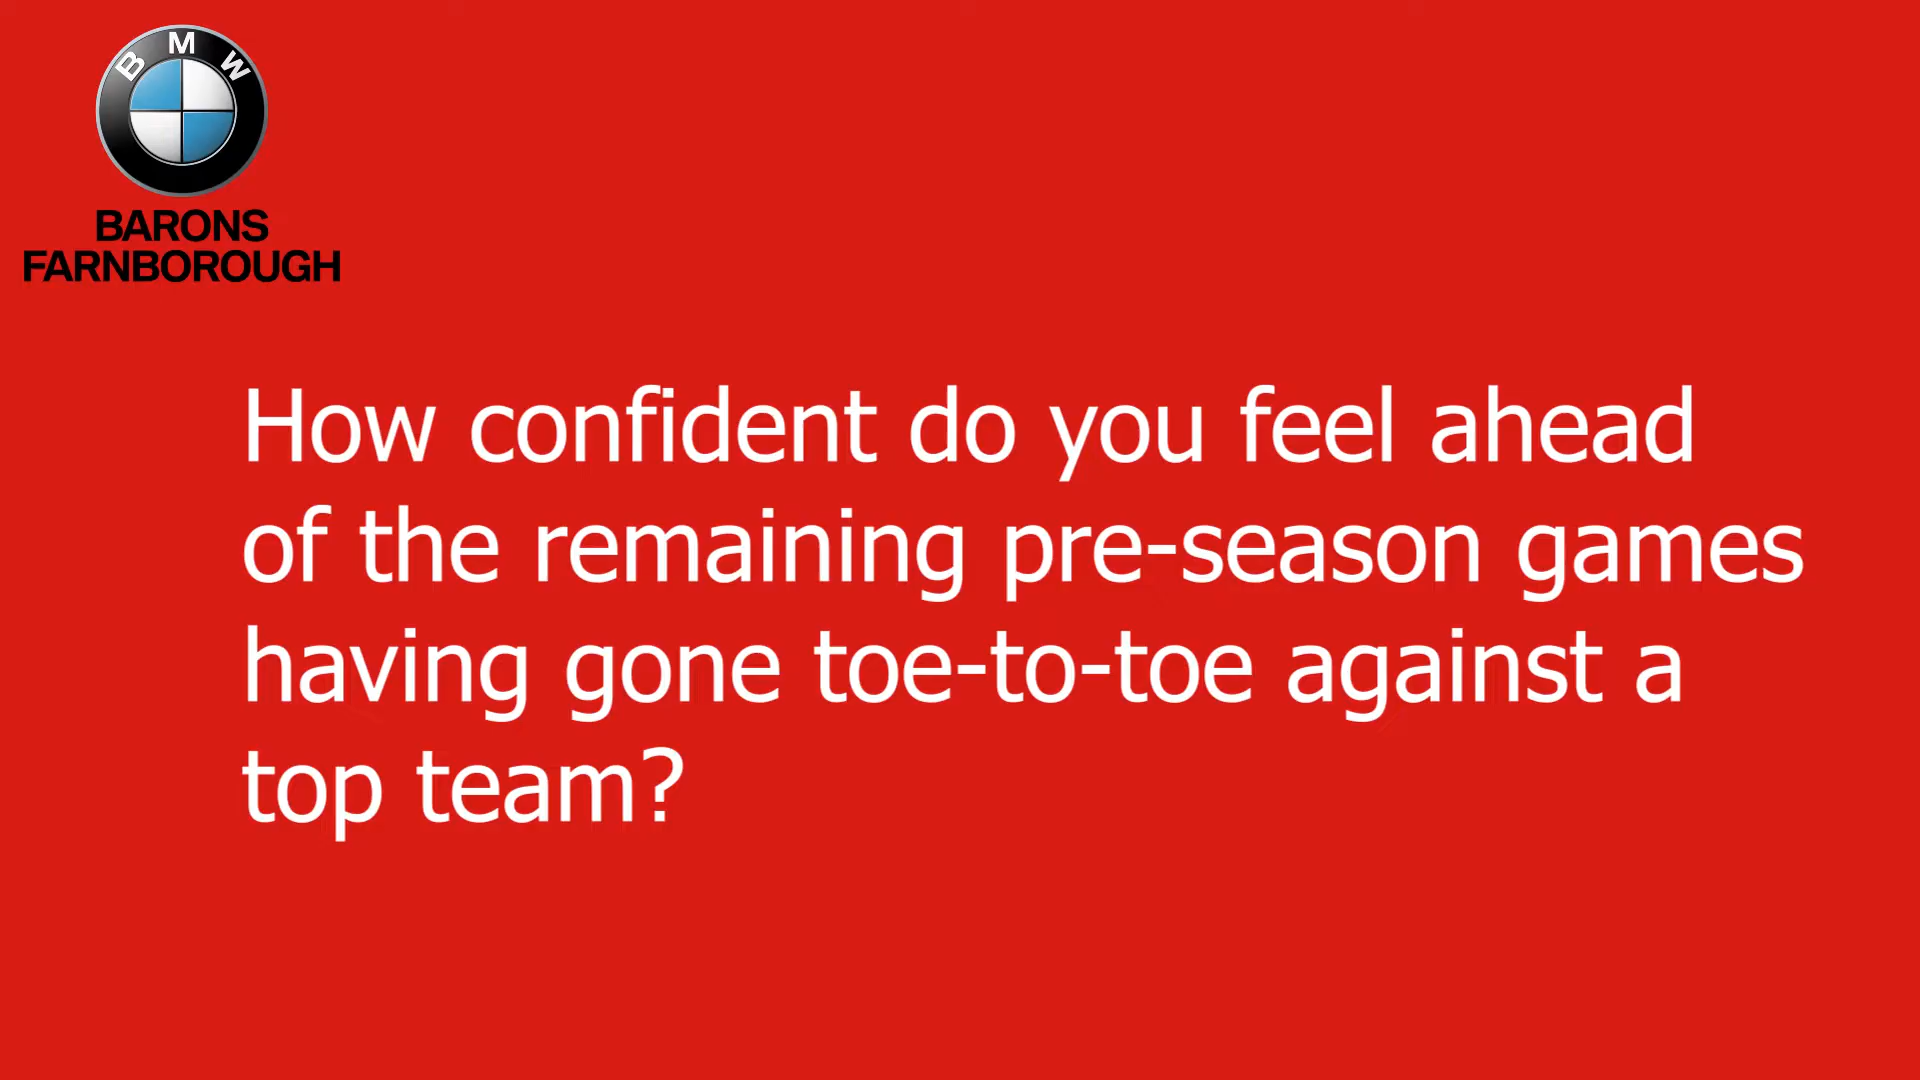 BMW
BARONS
FARNBOROUGH
How confident do you feel ahead
of the remaining pre-season games
having gone toe-to-toe against a
top team?